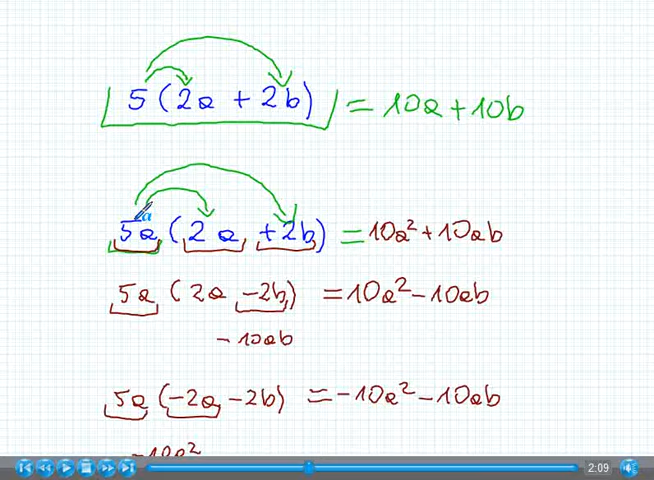 5 (2a + 2b) = 10a + 10b
5a (2a + 2b) = 10a² + 10ab
5a (2a - 2b) = 10a² - 10ab
- 10ab
5a (-2a - 2b) = -10a² - 10ab
-10a²
2:09